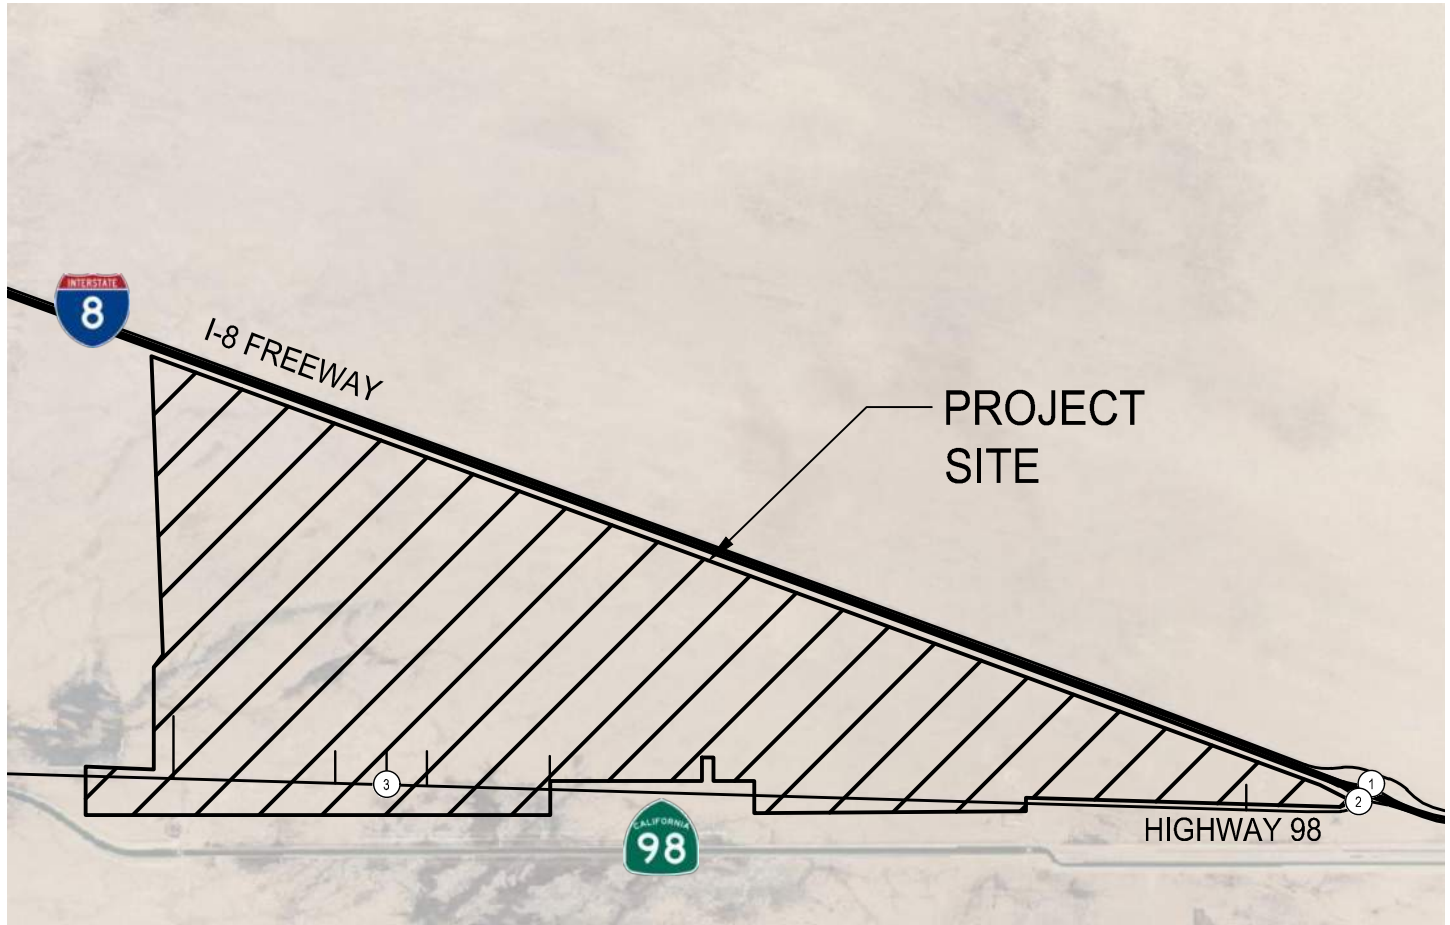 INTERSTATE
8
I-8 FREEWAY
PROJECT
SITE
1
2
3
CALIFORNIA
98
HIGHWAY 98